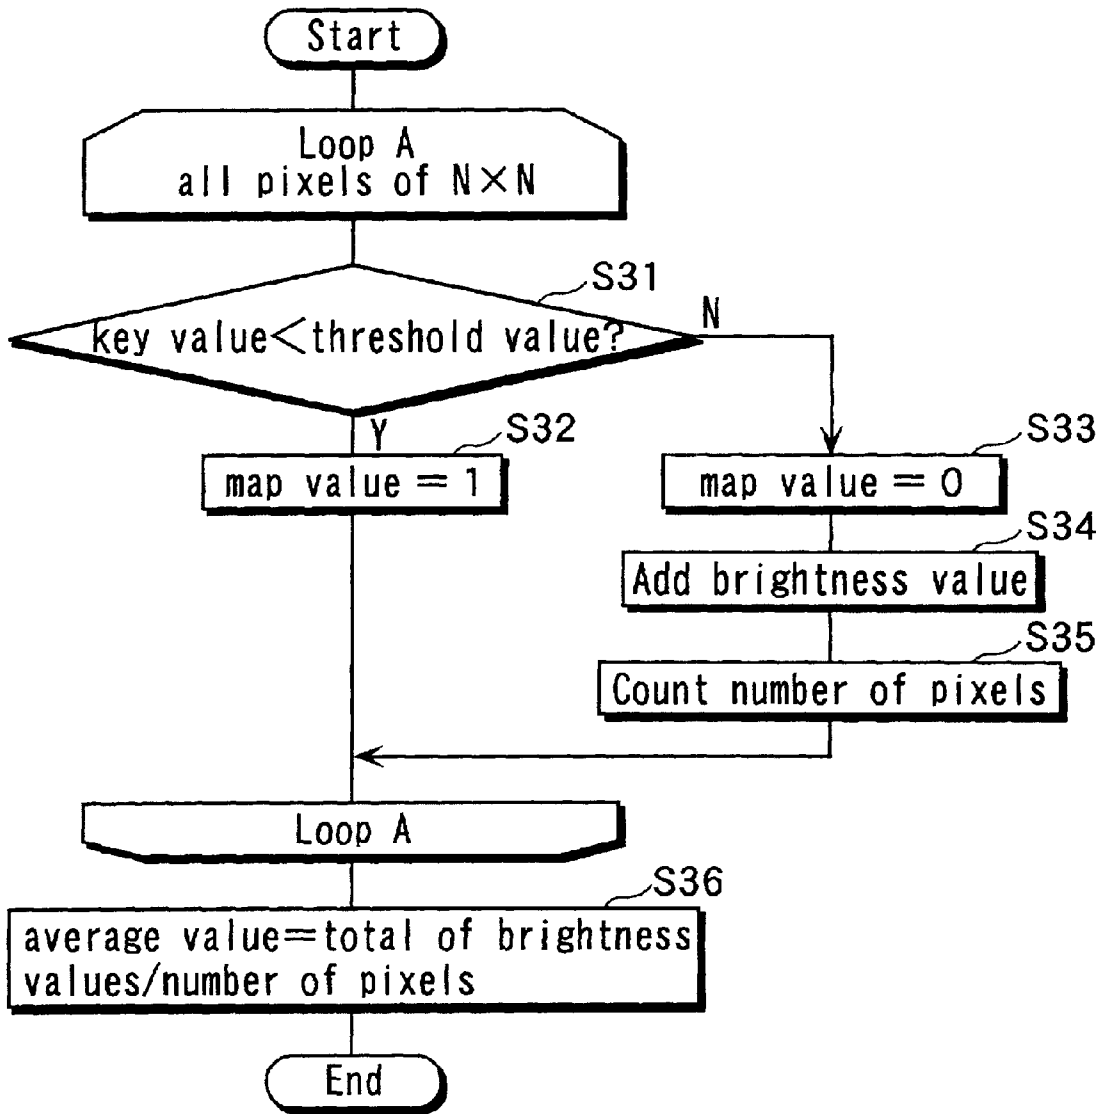 Start
Loop A
all pixels of N×N
S31
key value<threshold value?
N
Y
S32
map value=1
S33
map value=0
S34
Add brightness value
S35
Count number of pixels
Loop A
S36
average value=total of brightness
values/number of pixels
End